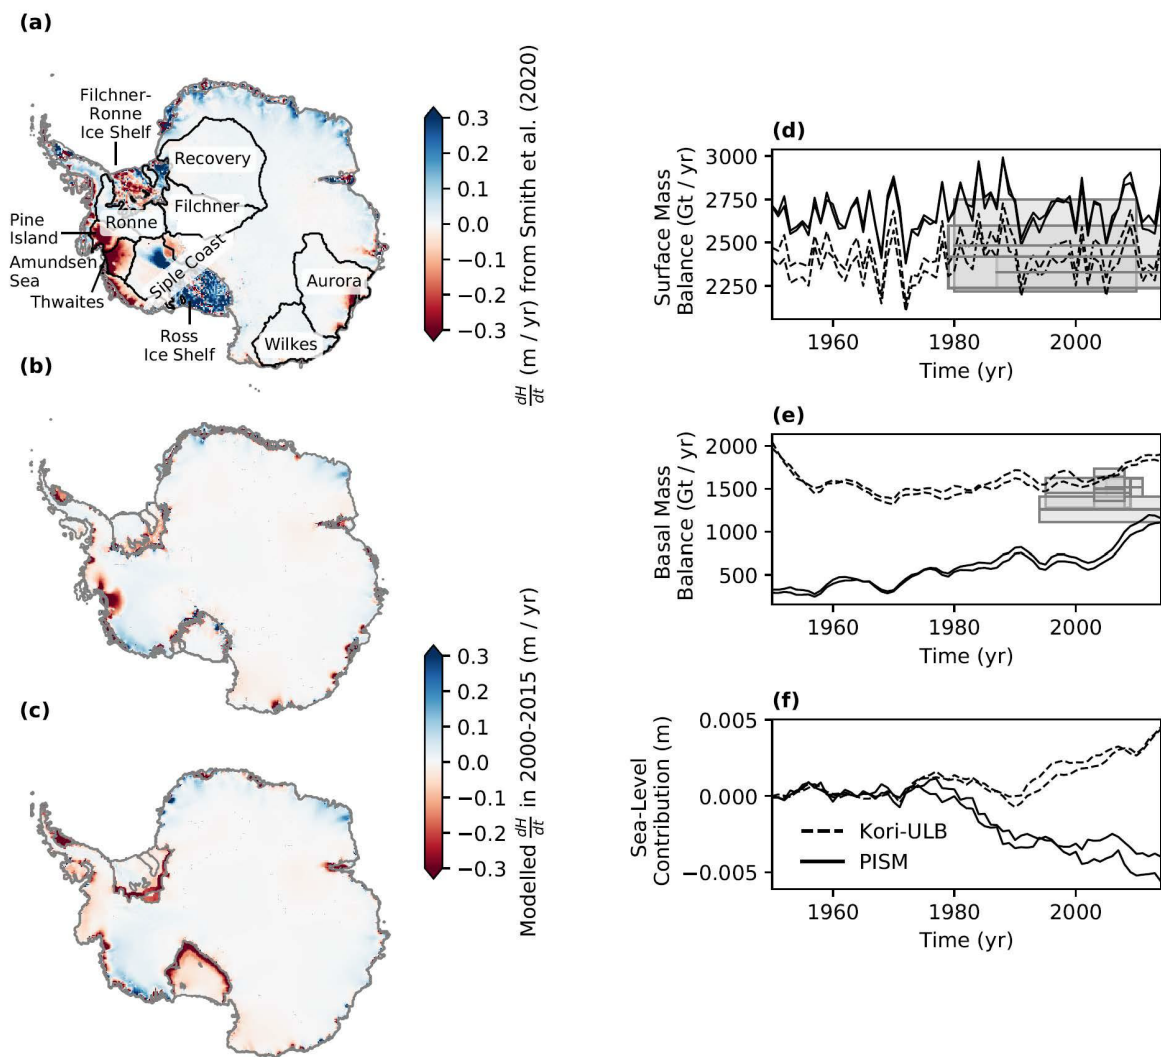 (a)
Filchner-
Ronne
Ice Shelf
Recovery
Filchner
Ronne
Pine
Island
Amundsen
Sea
Thwaites
Siple Coast
Ross
Ice Shelf
Aurora
Wilkes
0.3
0.2
0.1
0.0
−0.1
−0.2
−0.3
dH/dt (m / yr) from Smith et al. (2020)
(b)
(c)
0.3
0.2
0.1
0.0
−0.1
−0.2
−0.3
Modelled dH/dt in 2000-2015 (m / yr)
(d)
Surface Mass
Balance (Gt / yr)
3000
2750
2500
2250
1960
1980
2000
Time (yr)
(e)
Basal Mass
Balance (Gt / yr)
2000
1500
1000
500
1960
1980
2000
Time (yr)
(f)
Sea-Level
Contribution (m)
0.005
0.000
−0.005
Kori-ULB
PISM
1960
1980
2000
Time (yr)